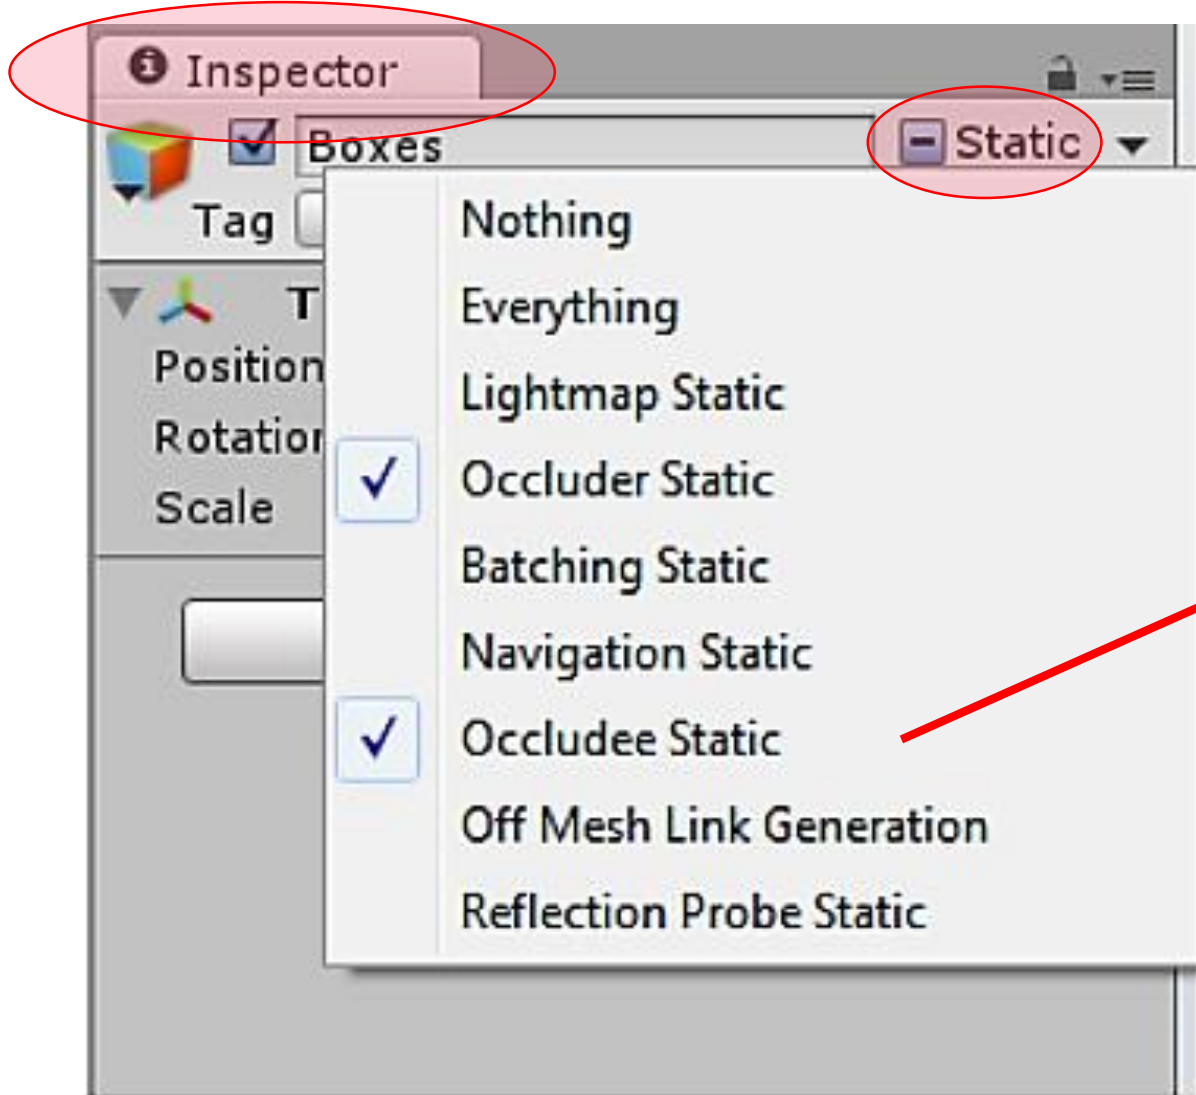 Inspector
Boxes
Static
Tag
Nothing
Everything
T
Lightmap Static
Position
Rotation
Occluder Static
Scale
Batching Static
Navigation Static
Occludee Static
Off Mesh Link Generation
Reflection Probe Static